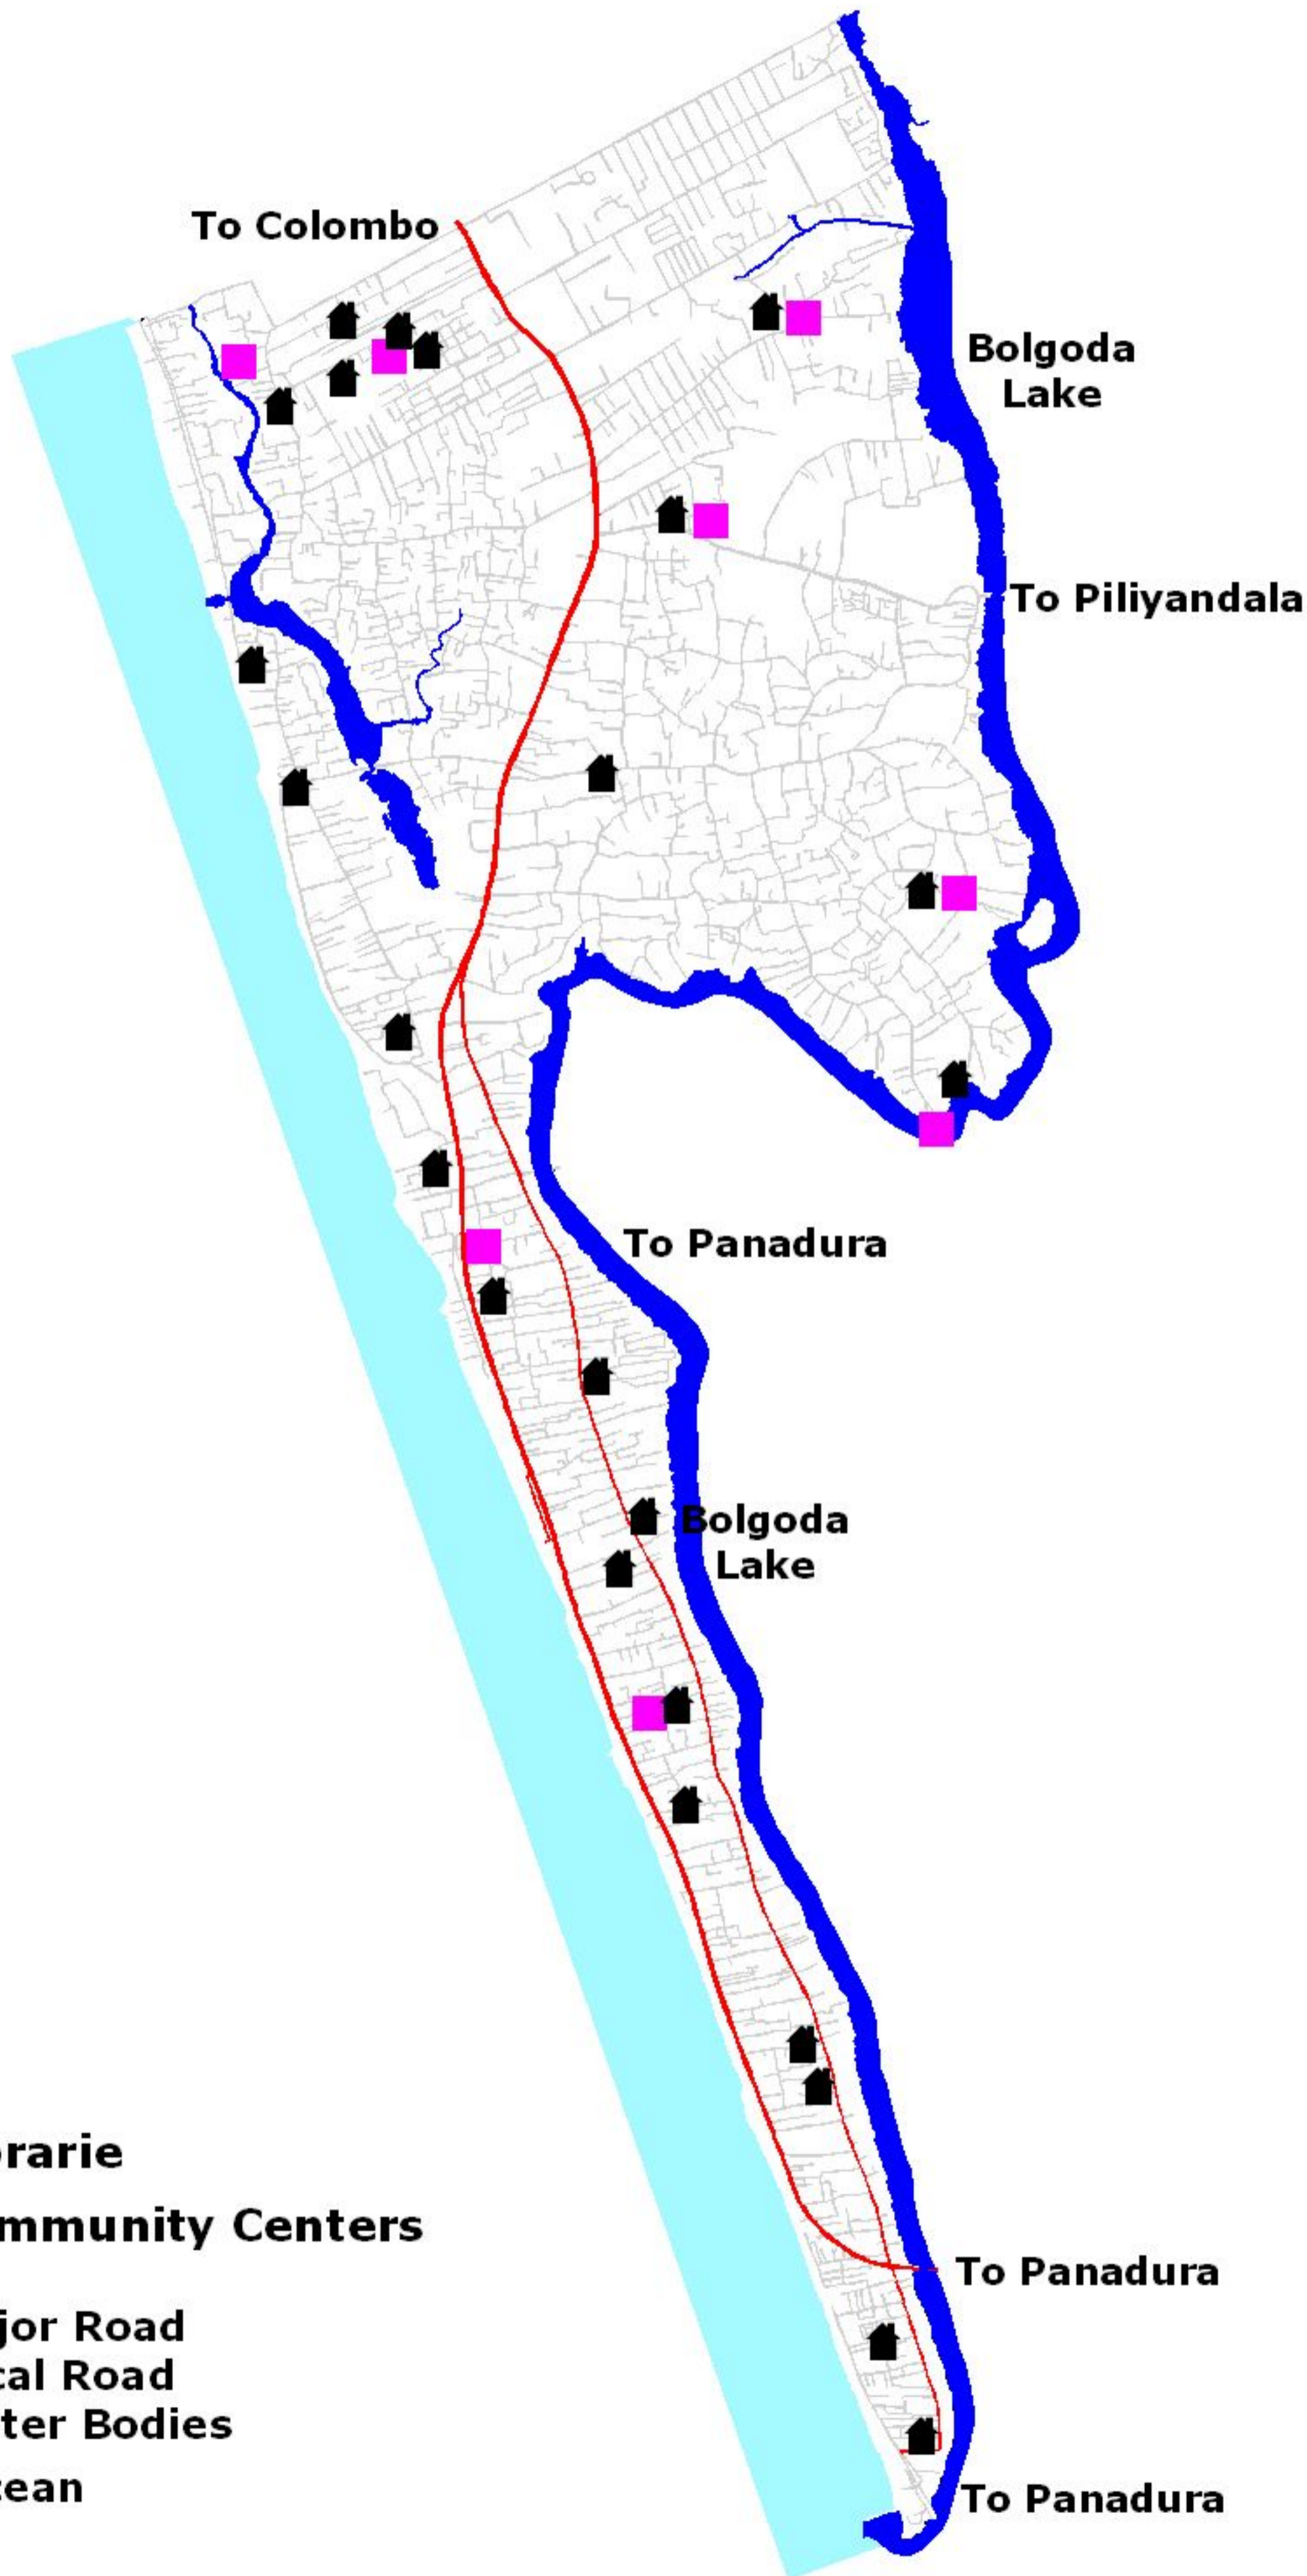 To Colombo
Bolgoda
Lake
To Piliyandala
To Panadura
Bolgoda
Lake
rarie
mmunity Centers
To Panadura
jor Road
cal Road
ter Bodies
ean
To Panadura